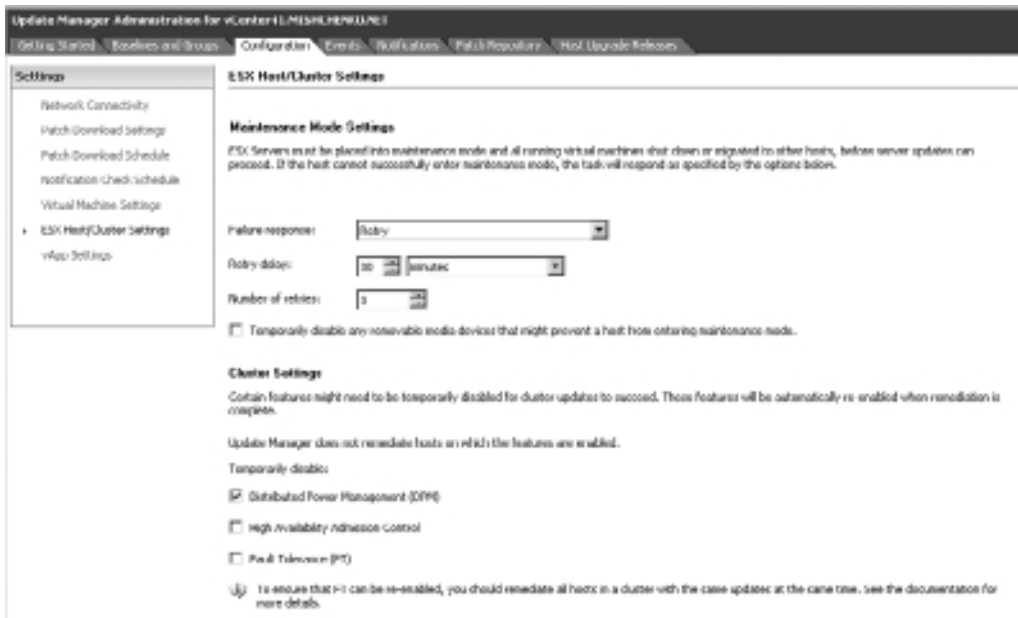 Update Manager Administration for vCenter41.MISHCHENKO.NET
Getting Started Baselines and Groups Configuration Events Notifications Patch Repository Host Upgrade Releases
Settings
Network Connectivity
Patch Download Settings
Patch Download Schedule
Notification Check Schedule
Virtual Machine Settings
ESX Host/Cluster Settings
vApp Settings
ESX Host/Cluster Settings
Maintenance Mode Settings
ESX Servers must be placed into maintenance mode and all running virtual machines shut down or migrated to other hosts, before server updates can
proceed. If the host cannot successfully enter maintenance mode, the task will respond as specified by the options below.
Failure response: Retry
Retry delay: 30 minutes
Number of retries: 3
Temporarily disable any removable media devices that might prevent a host from entering maintenance mode.
Cluster Settings
Certain features might need to be temporarily disabled for cluster updates to succeed. These features will be automatically re-enabled when remediation is
complete.
Update Manager does not remediate hosts on which the features are enabled.
Temporarily disable:
Distributed Power Management (DPM)
High Availability Admission Control
Fault Tolerance (FT)
To ensure that FT can be re-enabled, you should remediate all hosts in a cluster with the same updates at the same time. See the documentation for
more details.